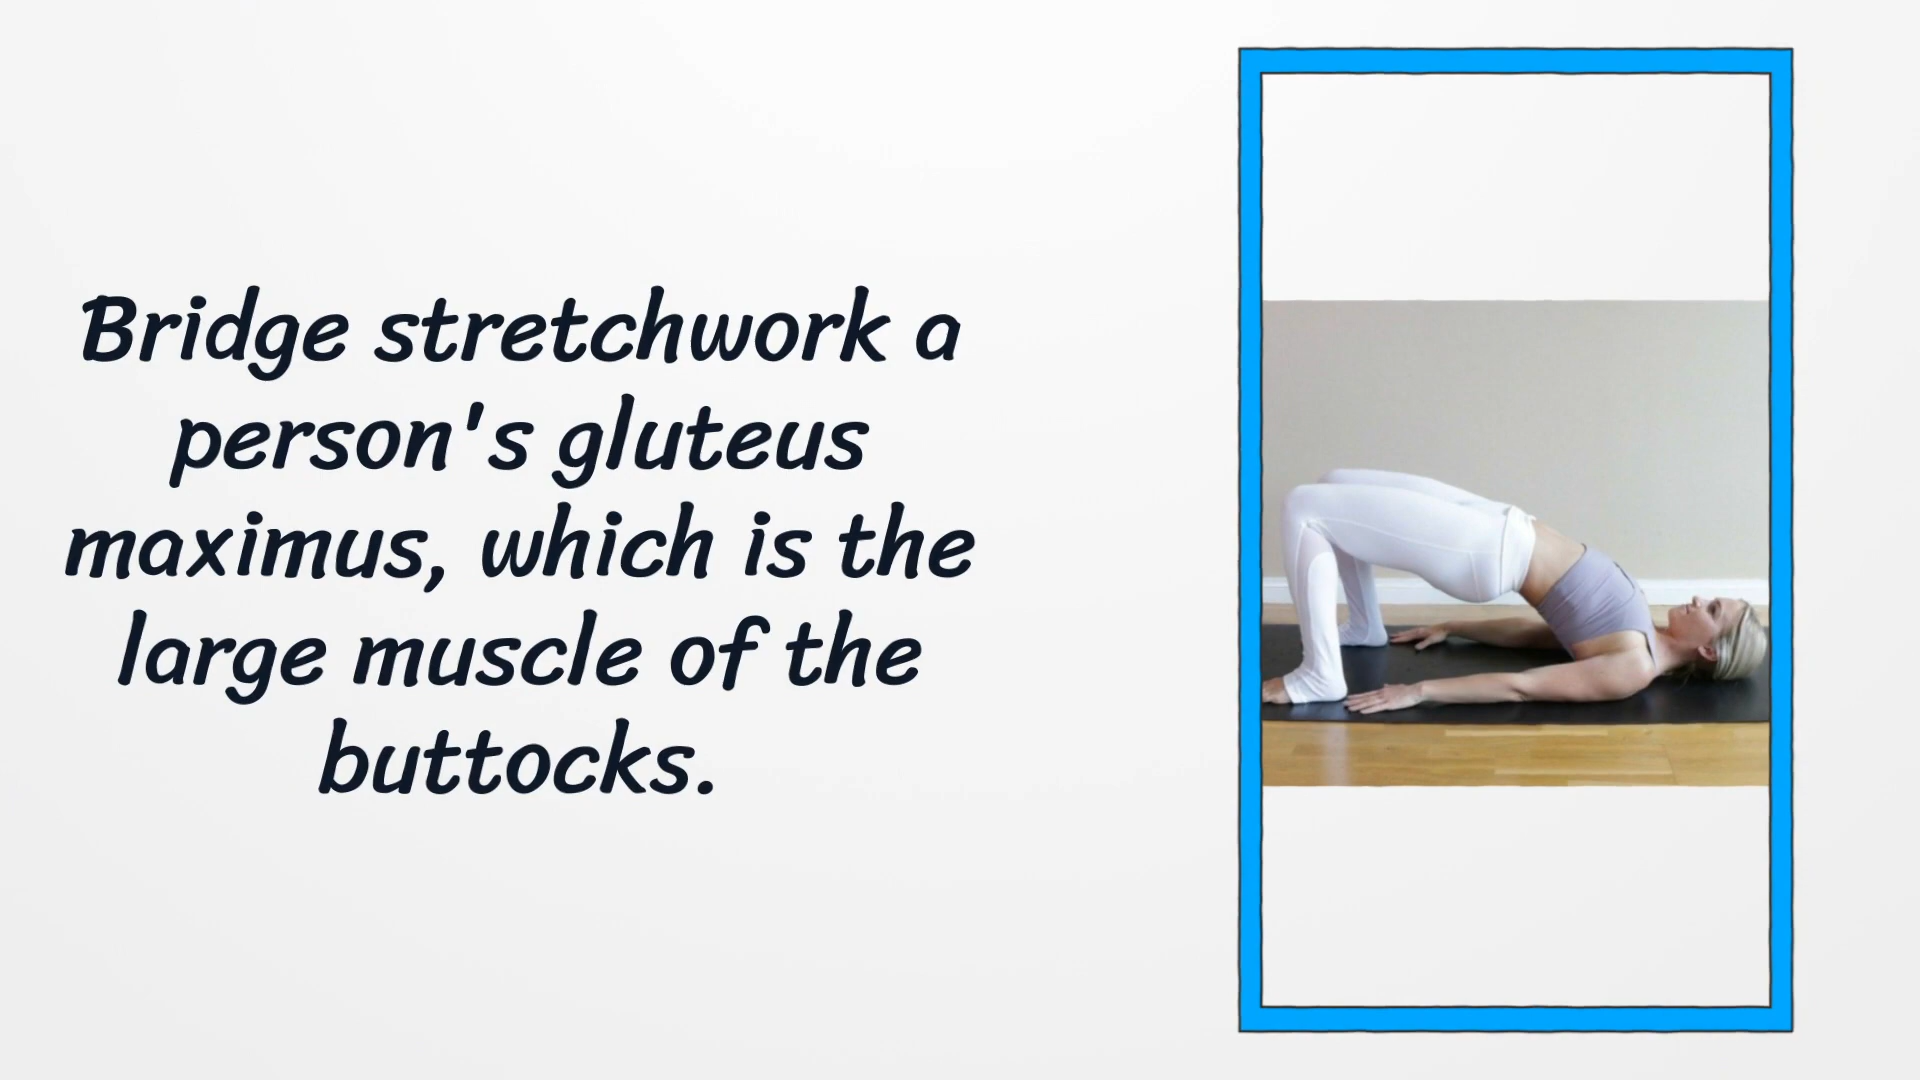 Bridge stretchwork a
person's gluteus
maximus, which is the
large muscle of the
buttocks.